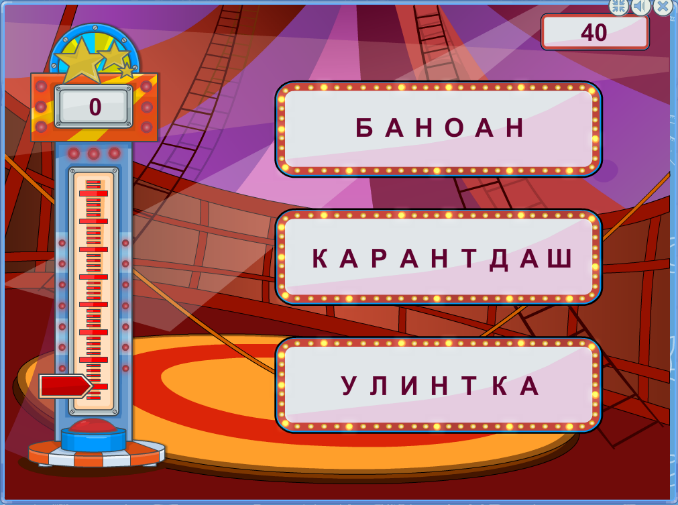 40
0
Б А Н О А Н
К А Р А Н Т Д А Ш
У Л И Н Т К А